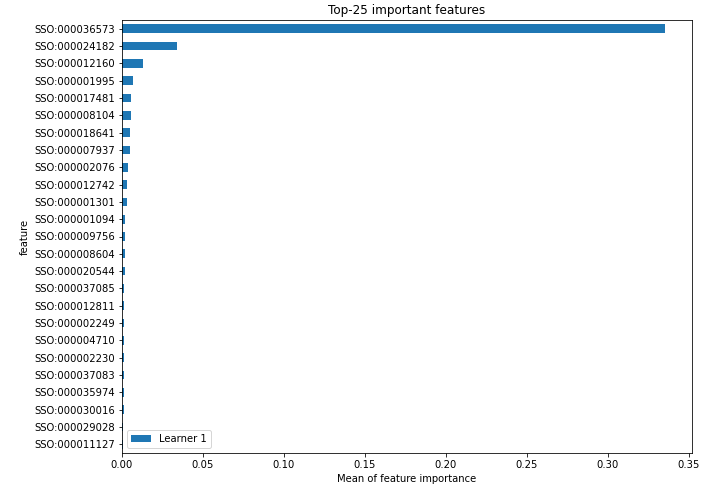 Top-25 important features
SSO:000036573
SSO:000024182
SSO:000012160
SSO:000001995
SSO:000017481
SSO:000008104
SSO:000018641
SSO:000007937
SSO:000002076
SSO:000012742
SSO:000001301
SSO:000001094
SSO:000009756
SSO:000008604
SSO:000020544
SSO:000037085
SSO:000012811
SSO:000002249
SSO:000004710
SSO:000002230
SSO:000037083
SSO:000035974
SSO:000030016
SSO:000029028
SSO:000011127
feature
Learner 1
0.00 0.05 0.10 0.15 0.20 0.25 0.30 0.35
Mean of feature importance